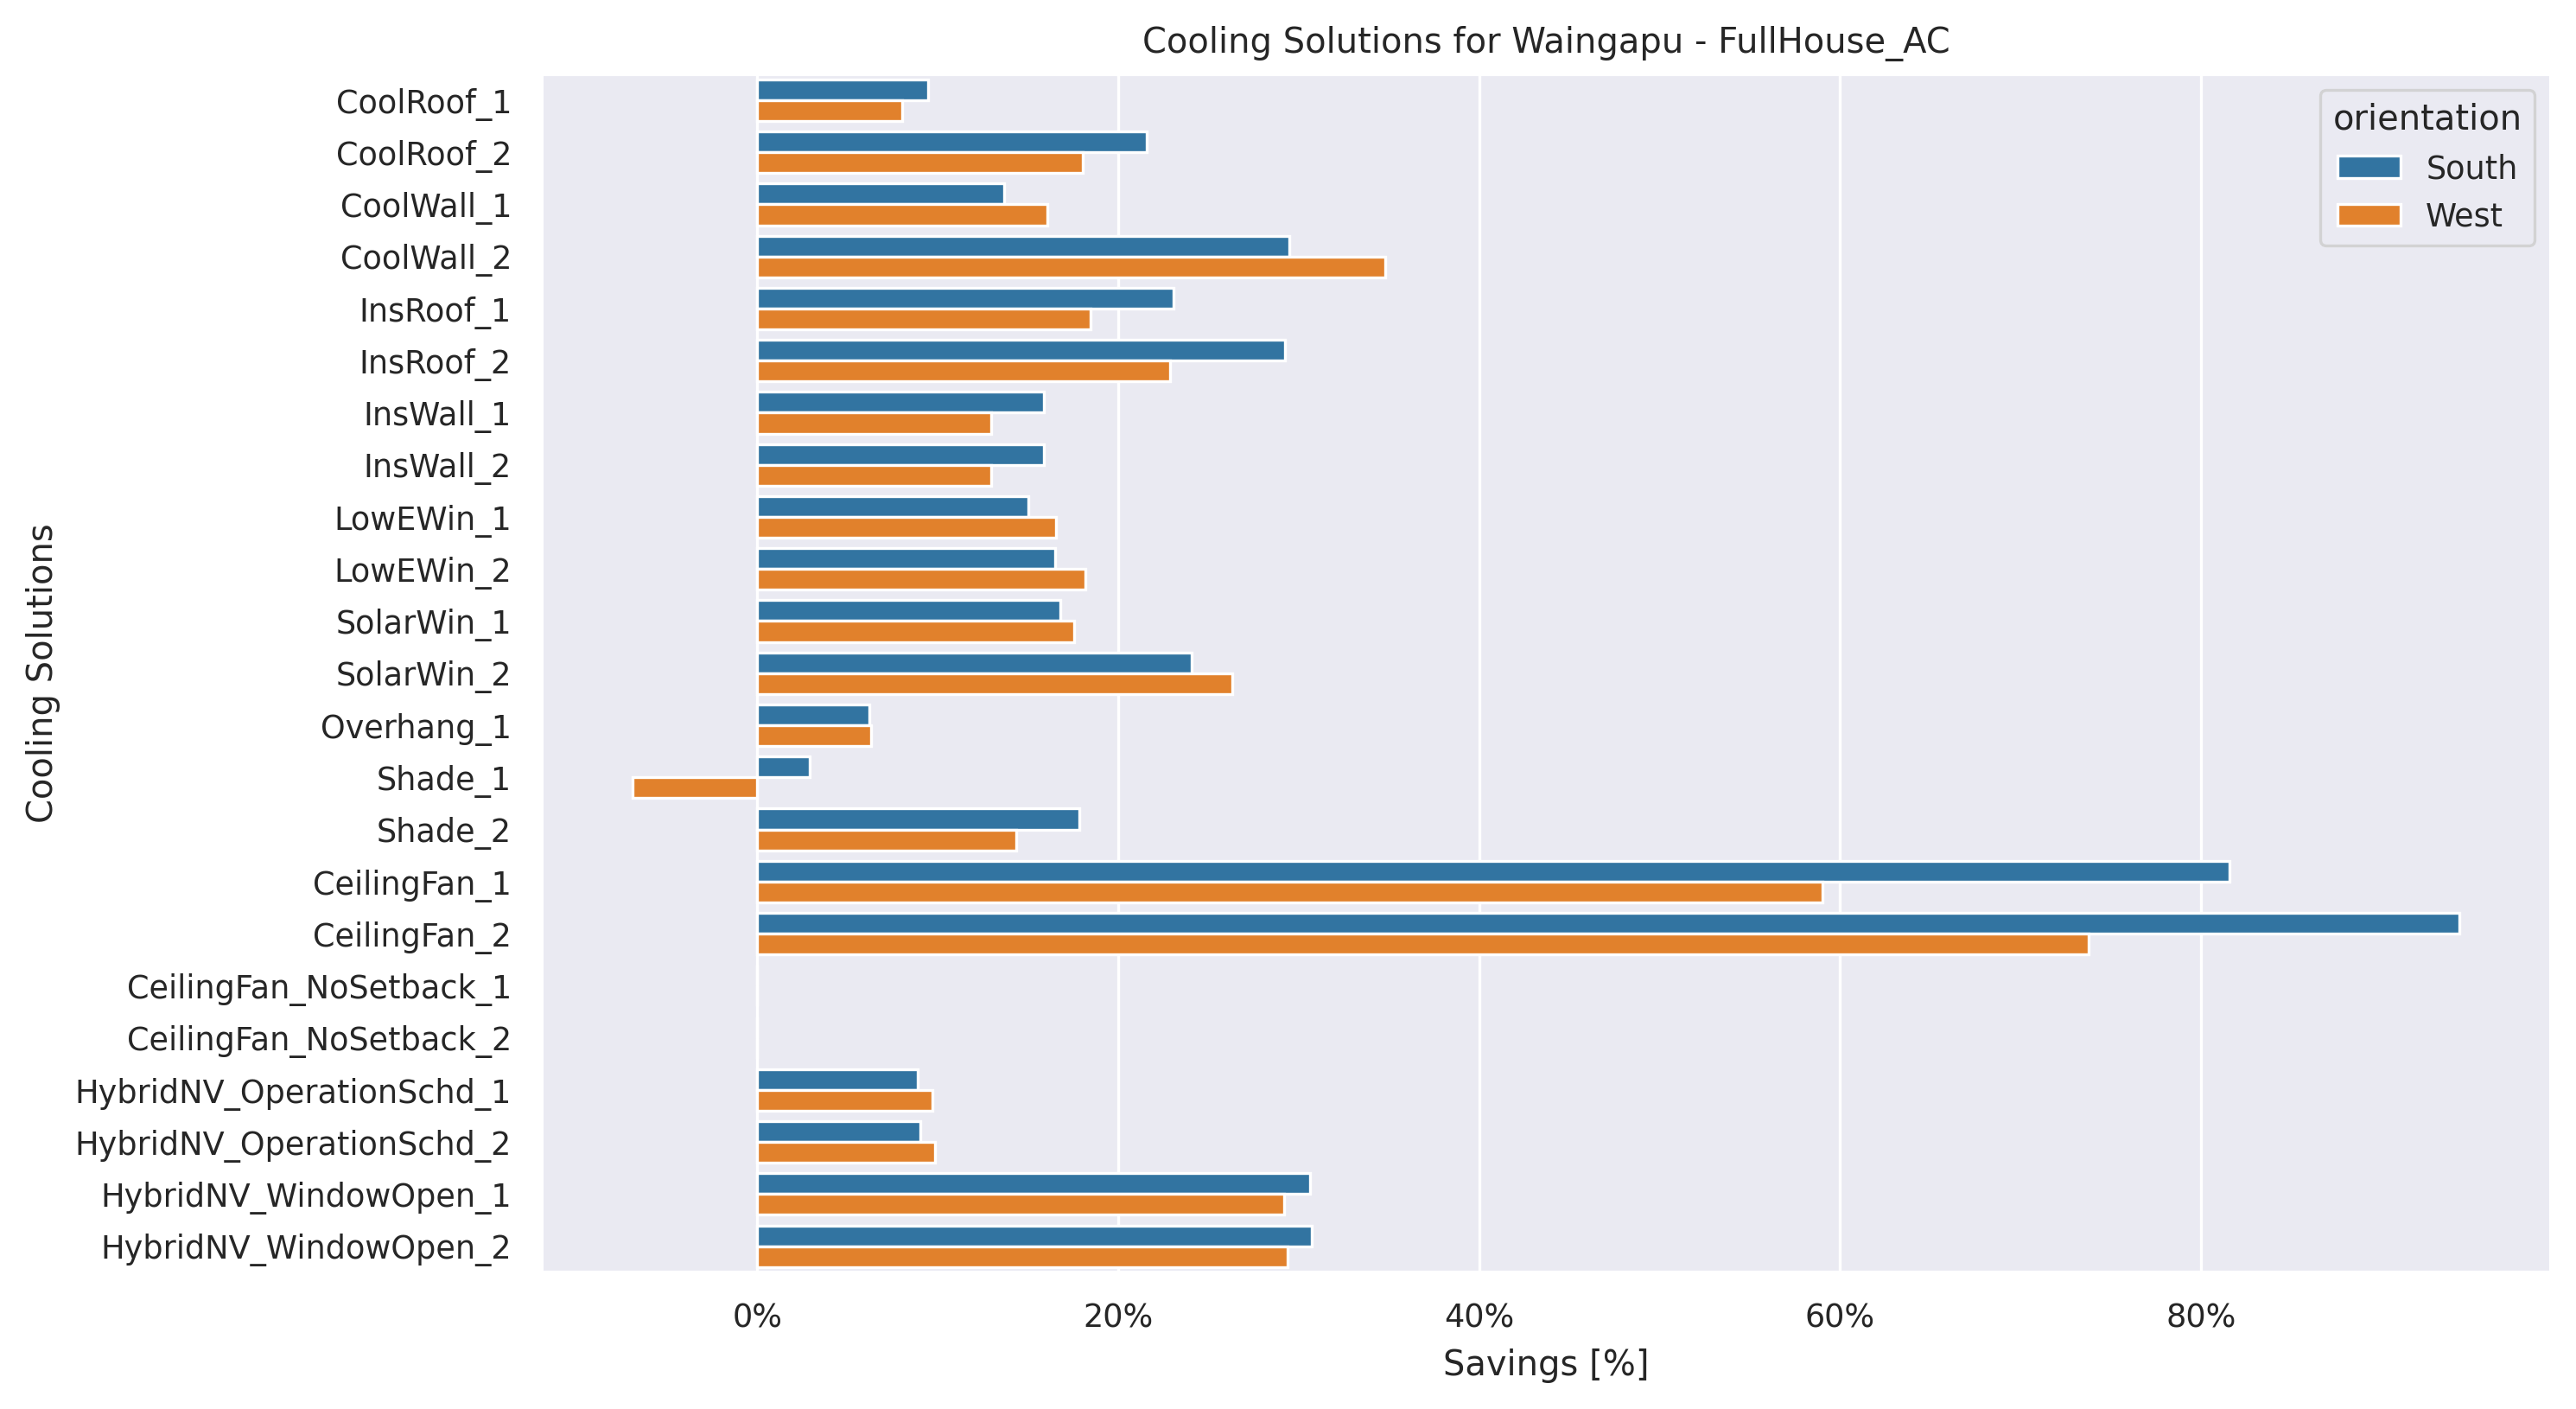 Cooling Solutions for Waingapu - FullHouse_AC
Cooling Solutions
CoolRoof_1
CoolRoof_2
CoolWall_1
CoolWall_2
InsRoof_1
InsRoof_2
InsWall_1
InsWall_2
LowEWin_1
LowEWin_2
SolarWin_1
SolarWin_2
Overhang_1
Shade_1
Shade_2
CeilingFan_1
CeilingFan_2
CeilingFan_NoSetback_1
CeilingFan_NoSetback_2
HybridNV_OperationSchd_1
HybridNV_OperationSchd_2
HybridNV_WindowOpen_1
HybridNV_WindowOpen_2
orientation
South
West
0% 20% 40% 60% 80%
Savings [%]